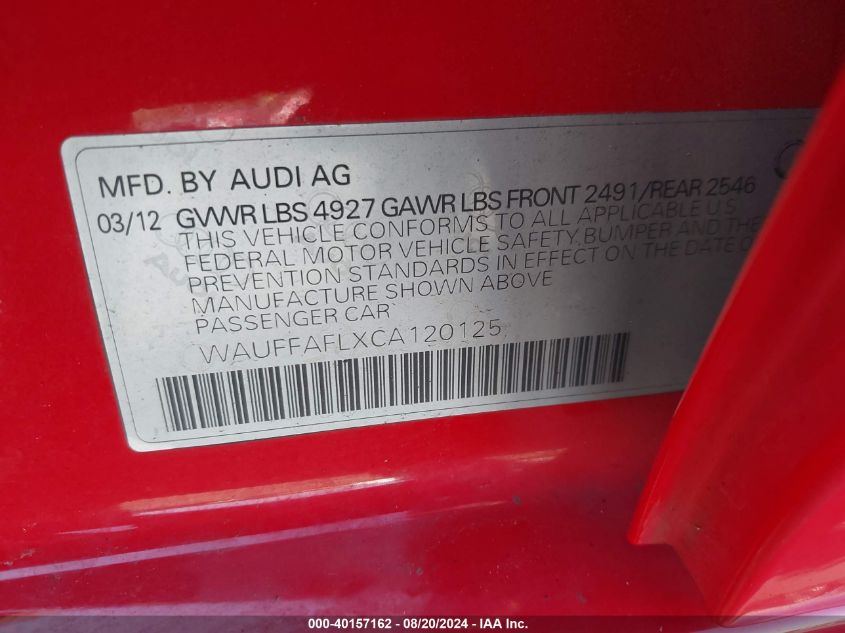 MFD. BY AUDI AG
03/12 GVWR LBS 4927 GAWR LBS FRONT 2491/REAR 2546
THIS VEHICLE CONFORMS TO ALL APPLICABLE U S
FEDERAL MOTOR VEHICLE SAFETY, BUMPER AND THE
PREVENTION STANDARDS IN EFFECT ON THE DATE O
MANUFACTURE SHOWN ABOVE
PASSENGER CAR
WAUFFAFLXCA120125
000-40157162 - 08/20/2024 - IAA Inc.